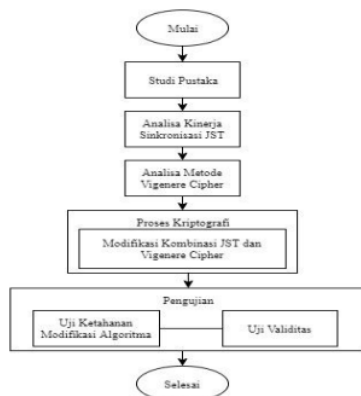 Mulai
Studi Pustaka
Analisa Kinerja
Sinkronisasi JST
Analisa Metode
Vigenere Cipher
Proses Kriptografi
Modifikasi Kombinasi JST dan
Vigenere Cipher
Pengujian
Uji Ketahanan
Modifikasi Algoritma
Uji Validitas
Selesai